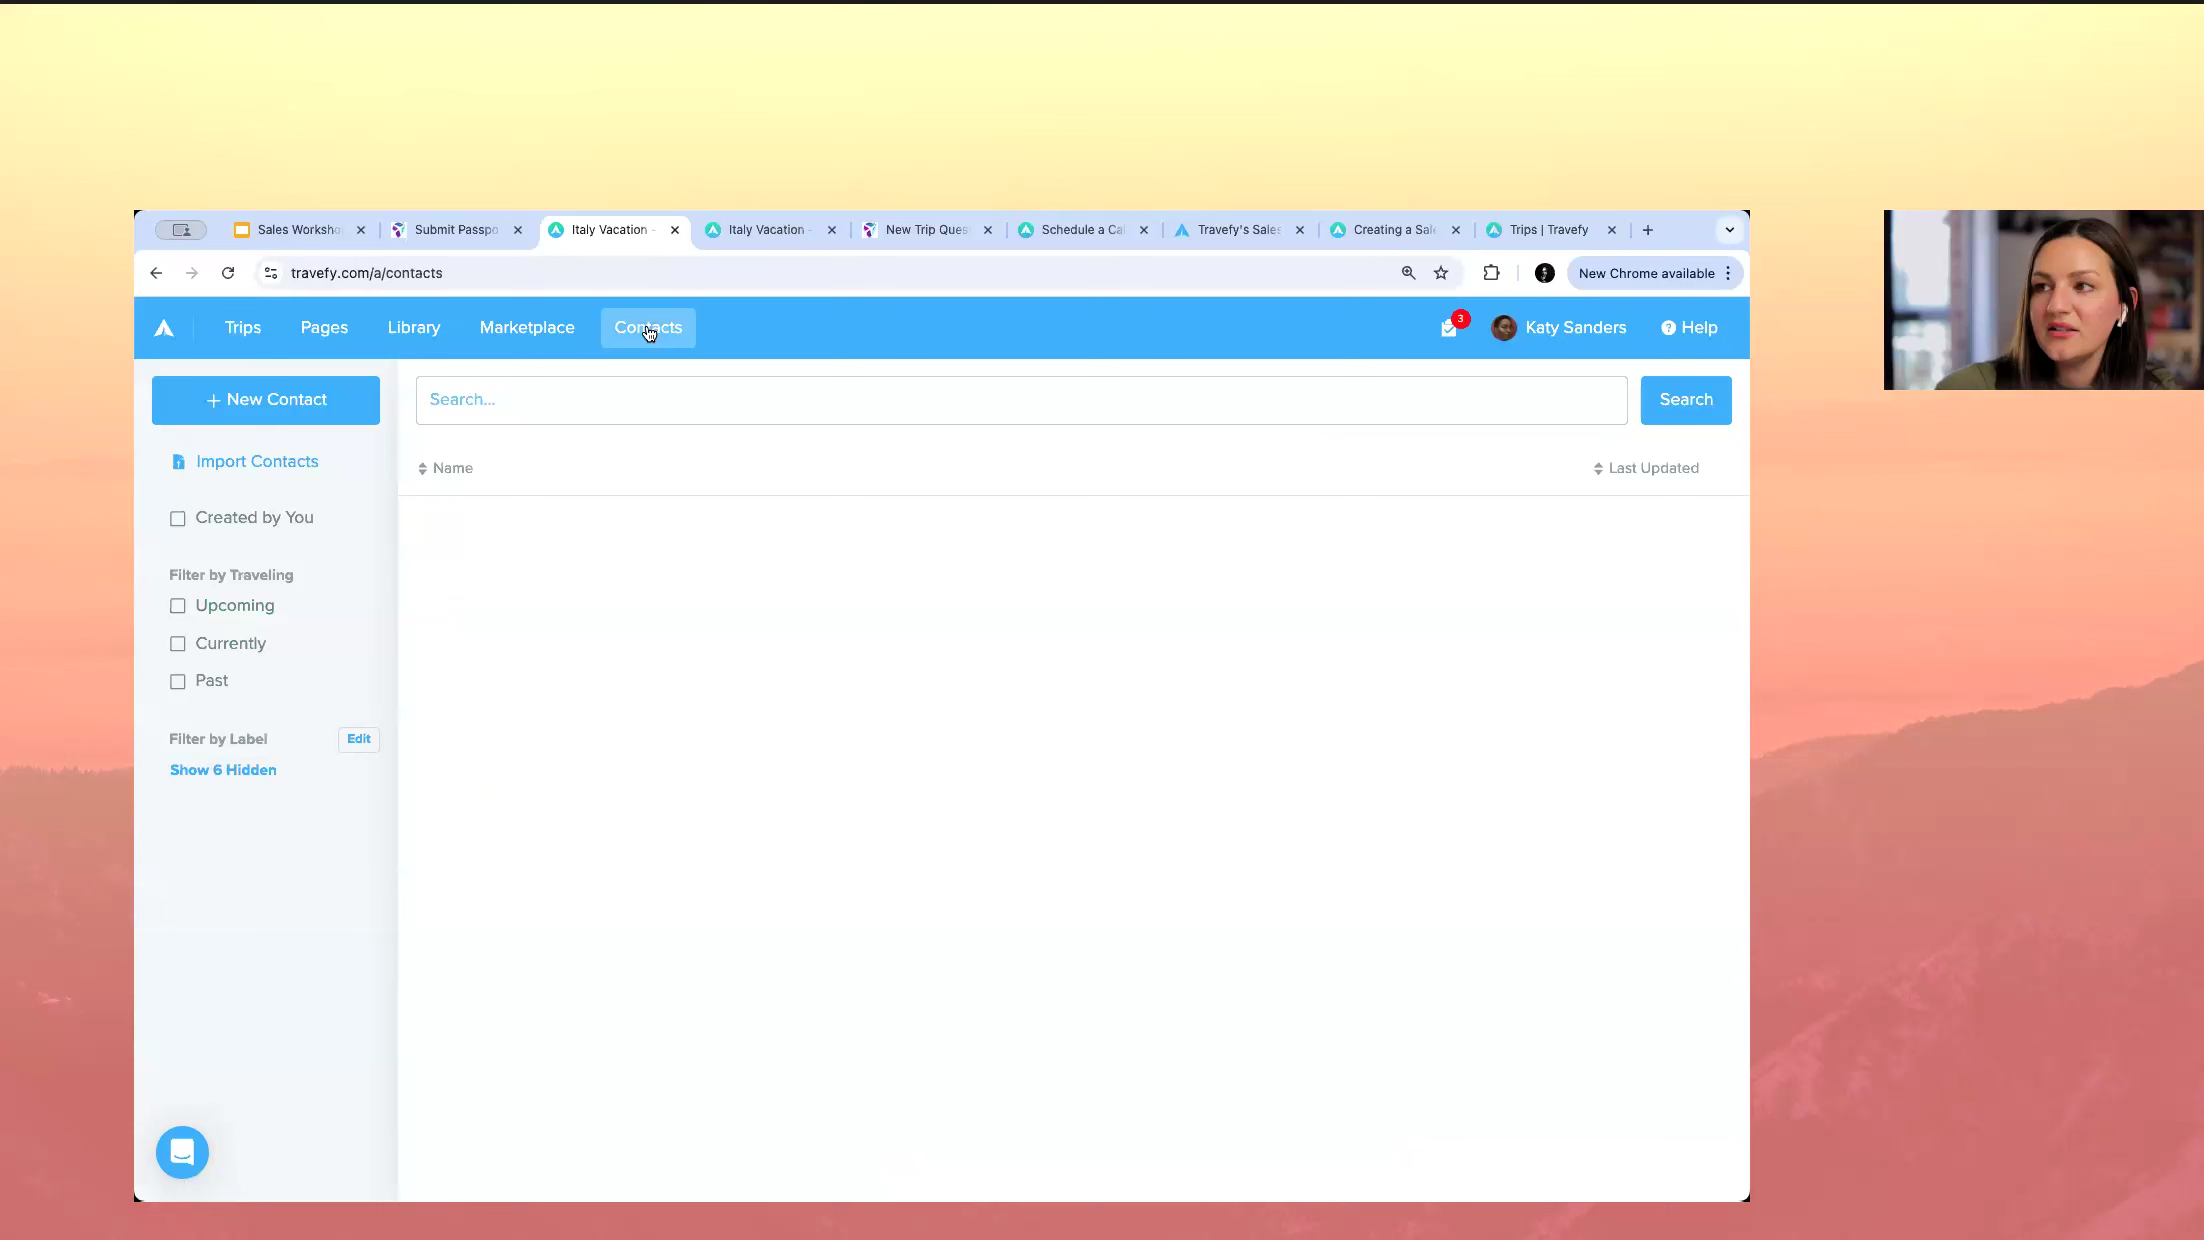 Sales Worksho
Submit Passpo
Italy Vacation -
Italy Vacation -
New Trip Ques
Schedule a Cal
Travefy's Sales
Creating a Sale
Trips | Travefy
travefy.com/a/contacts
New Chrome available
Trips
Pages
Library
Marketplace
Contacts
3
Katy Sanders
Help
+ New Contact
Search...
Search
Import Contacts
Name
Last Updated
Created by You
Filter by Traveling
Upcoming
Currently
Past
Filter by Label
Edit
Show 6 Hidden